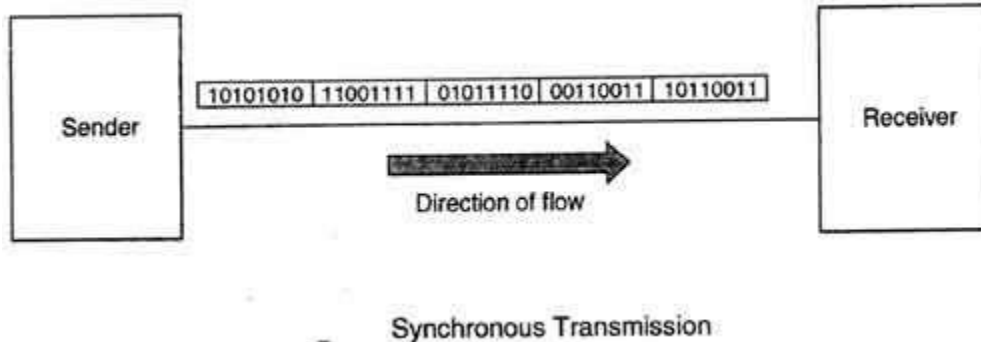 10101010 11001111 01011110 00110011 10110011
Sender
Receiver
Direction of flow
Synchronous Transmission